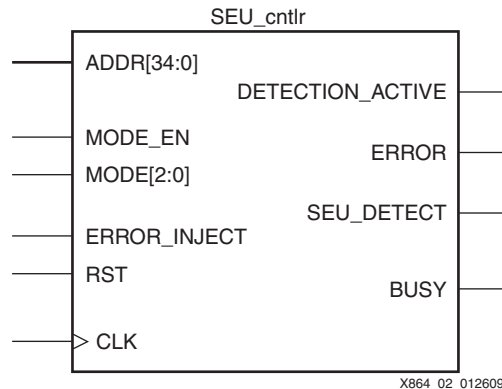 SEU_cntlr
ADDR[34:0]
DETECTION_ACTIVE
MODE_EN
ERROR
MODE[2:0]
SEU_DETECT
ERROR_INJECT
RST
BUSY
CLK
X864_02_012609